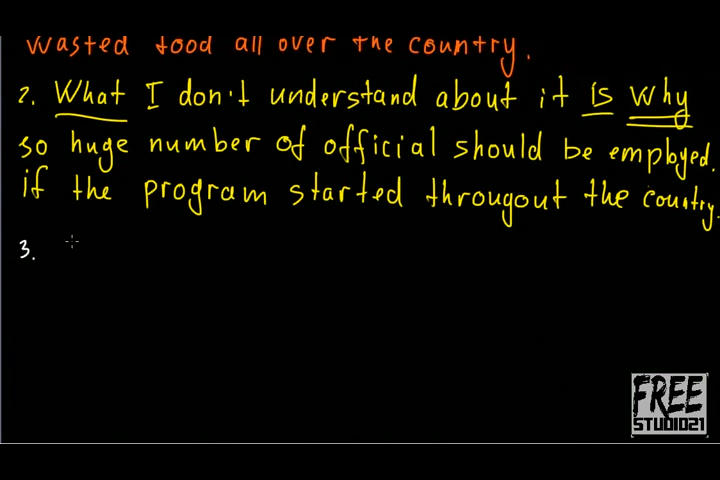 wasted food all over the country.
2. What I don't understand about it is why
so huge number of official should be employed.
if the program started througout the country.
3.
FREE
STUDIO21